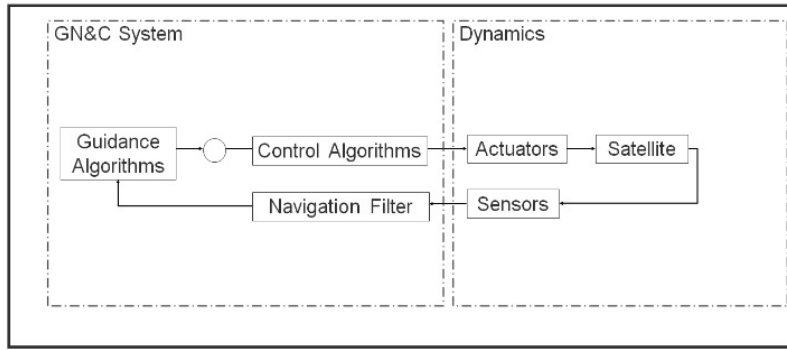 GN&C System
Dynamics
Guidance
Algorithms
Control Algorithms
Actuators
Satellite
Navigation Filter
Sensors